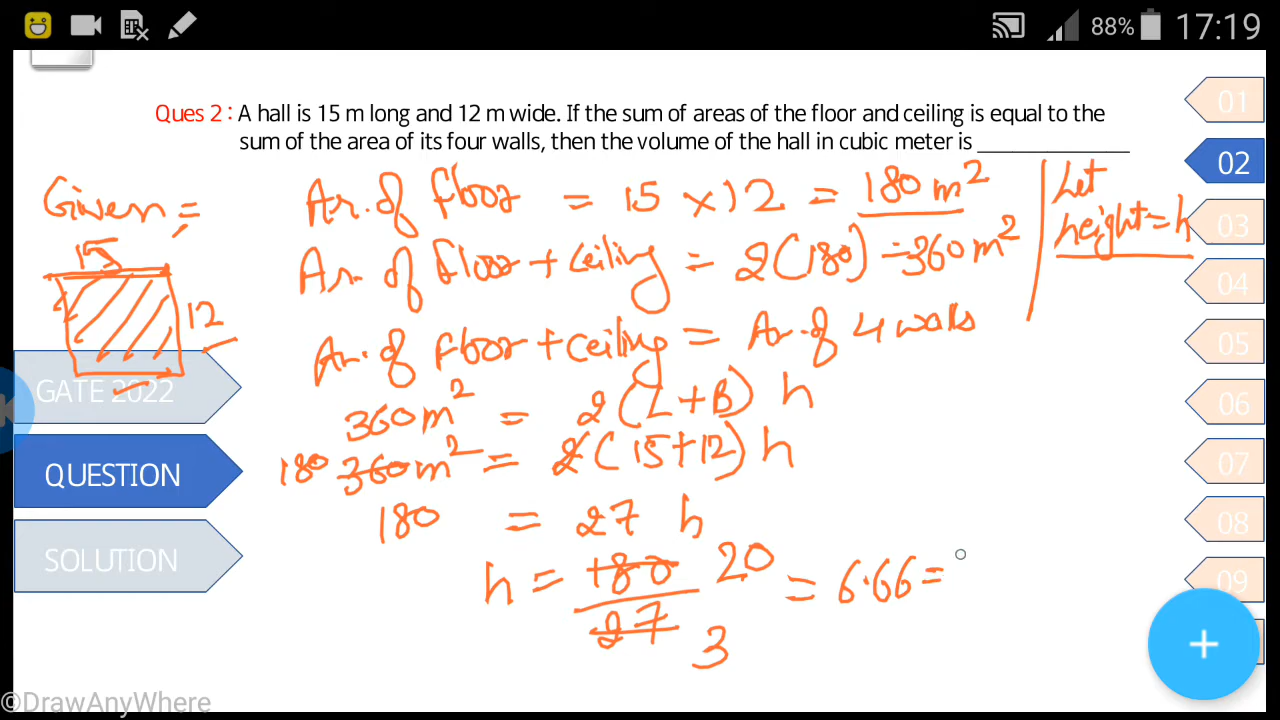 88% 17:19
Ques 2 : A hall is 15 m long and 12 m wide. If the sum of areas of the floor and ceiling is equal to the
sum of the area of its four walls, then the volume of the hall in cubic meter is ____________
Given :
15
12
Ar. of floor = 15 × 12 = 180 m²
Ar. of floor + ceiling = 2(180) = 360 m²
Let
height = h
Ar. of floor + ceiling = Ar. of 4 walls
360m² = 2(L+B) h
180 360m² = 2(15+12) h
180 = 27 h
h = 180/27 20/3 = 6.66 =
01
02
03
04
05
06
07
08
09
GATE 2022
QUESTION
SOLUTION
+
©DrawAnyWhere